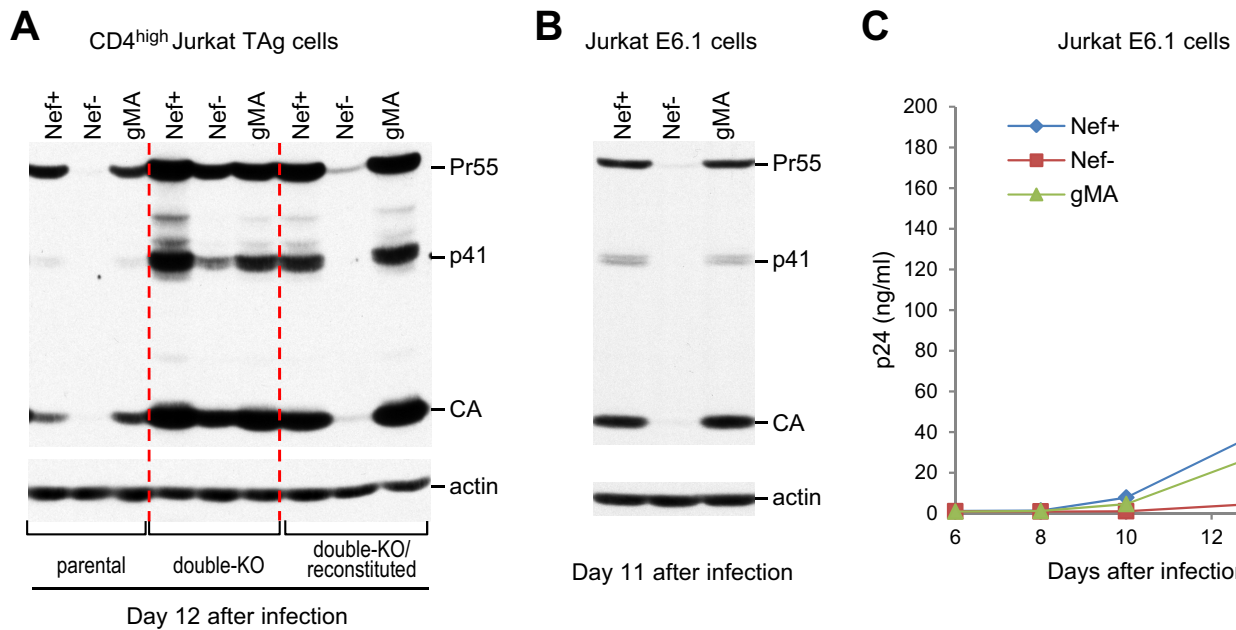 A
CD4high Jurkat TAg cells
Nef+ Nef- gMA Nef+ Nef- gMA Nef+ Nef- gMA
Pr55
p41
CA
actin
parental
double-KO
double-KO/
reconstituted
Day 12 after infection
B
Jurkat E6.1 cells
Nef+ Nef- gMA
Pr55
p41
CA
actin
Day 11 after infection
C
Jurkat E6.1 cells
Nef+
Nef-
gMA
p24 (ng/ml)
200
180
160
140
120
100
80
60
40
20
0
6 8 10 12
Days after infection